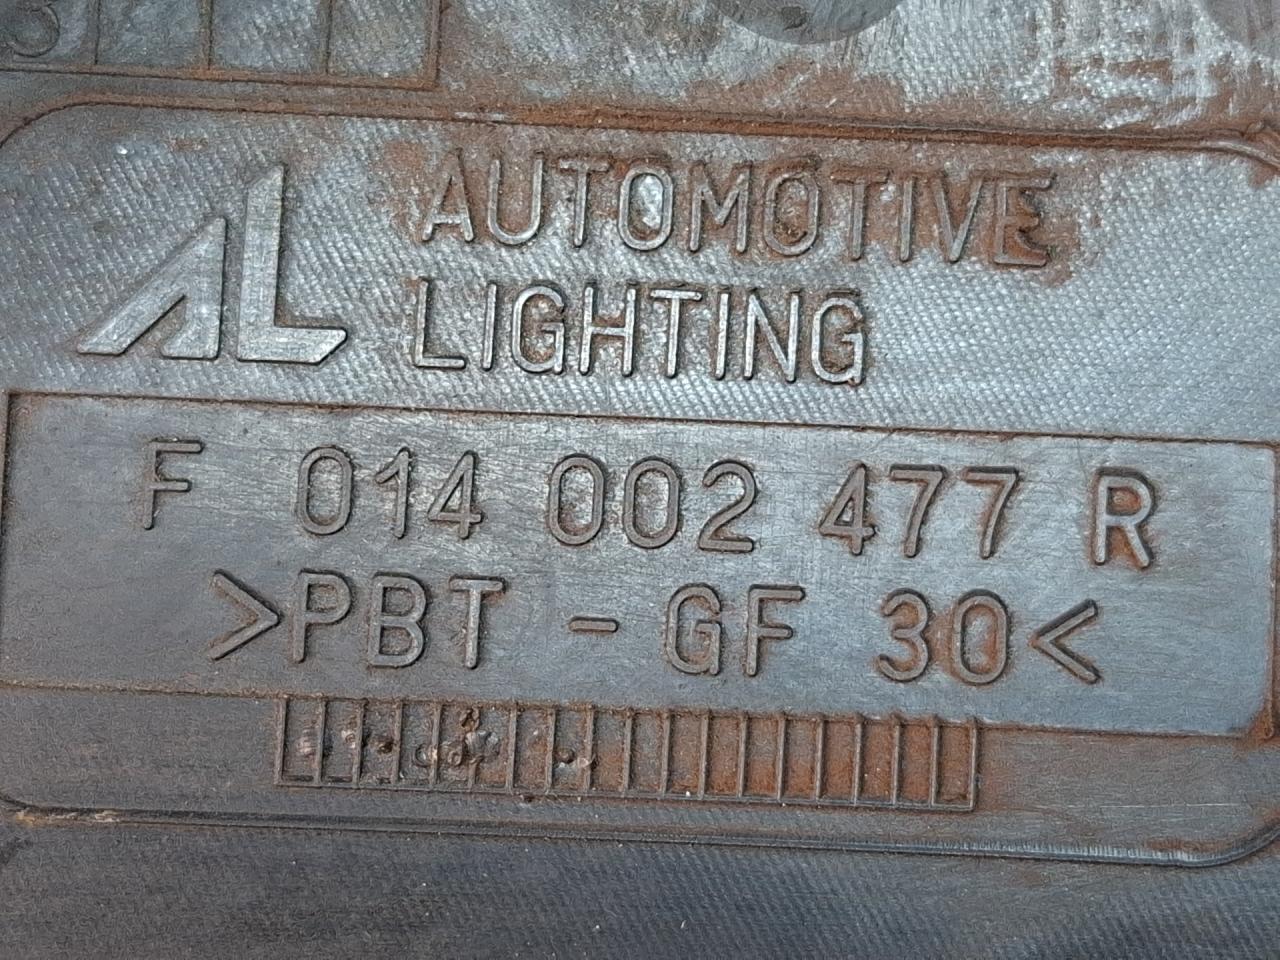 AL
AUTOMOTIVE
LIGHTING
F 014 002 477 R
>PBT - GF 30<